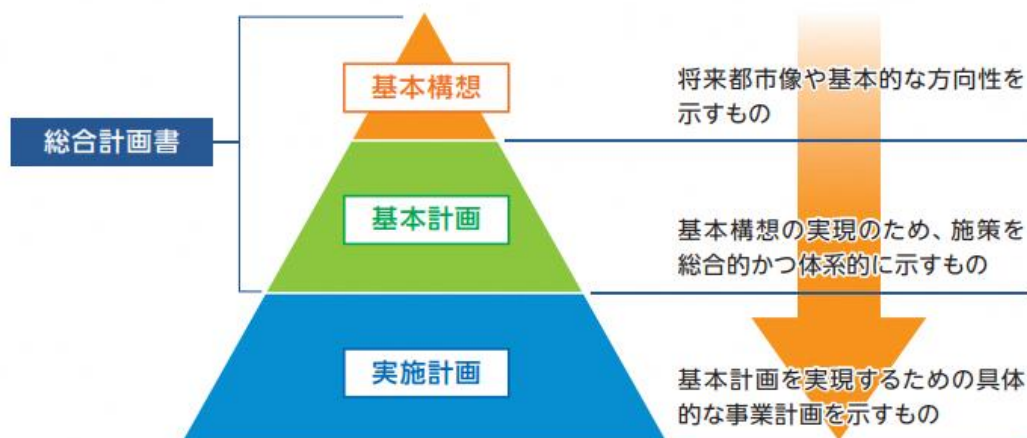 総合計画書
基本構想
将来都市像や基本的な方向性を
示すもの
基本計画
基本構想の実現のため、施策を
総合的かつ体系的に示すもの
実施計画
基本計画を実現するための具体
的な事業計画を示すもの